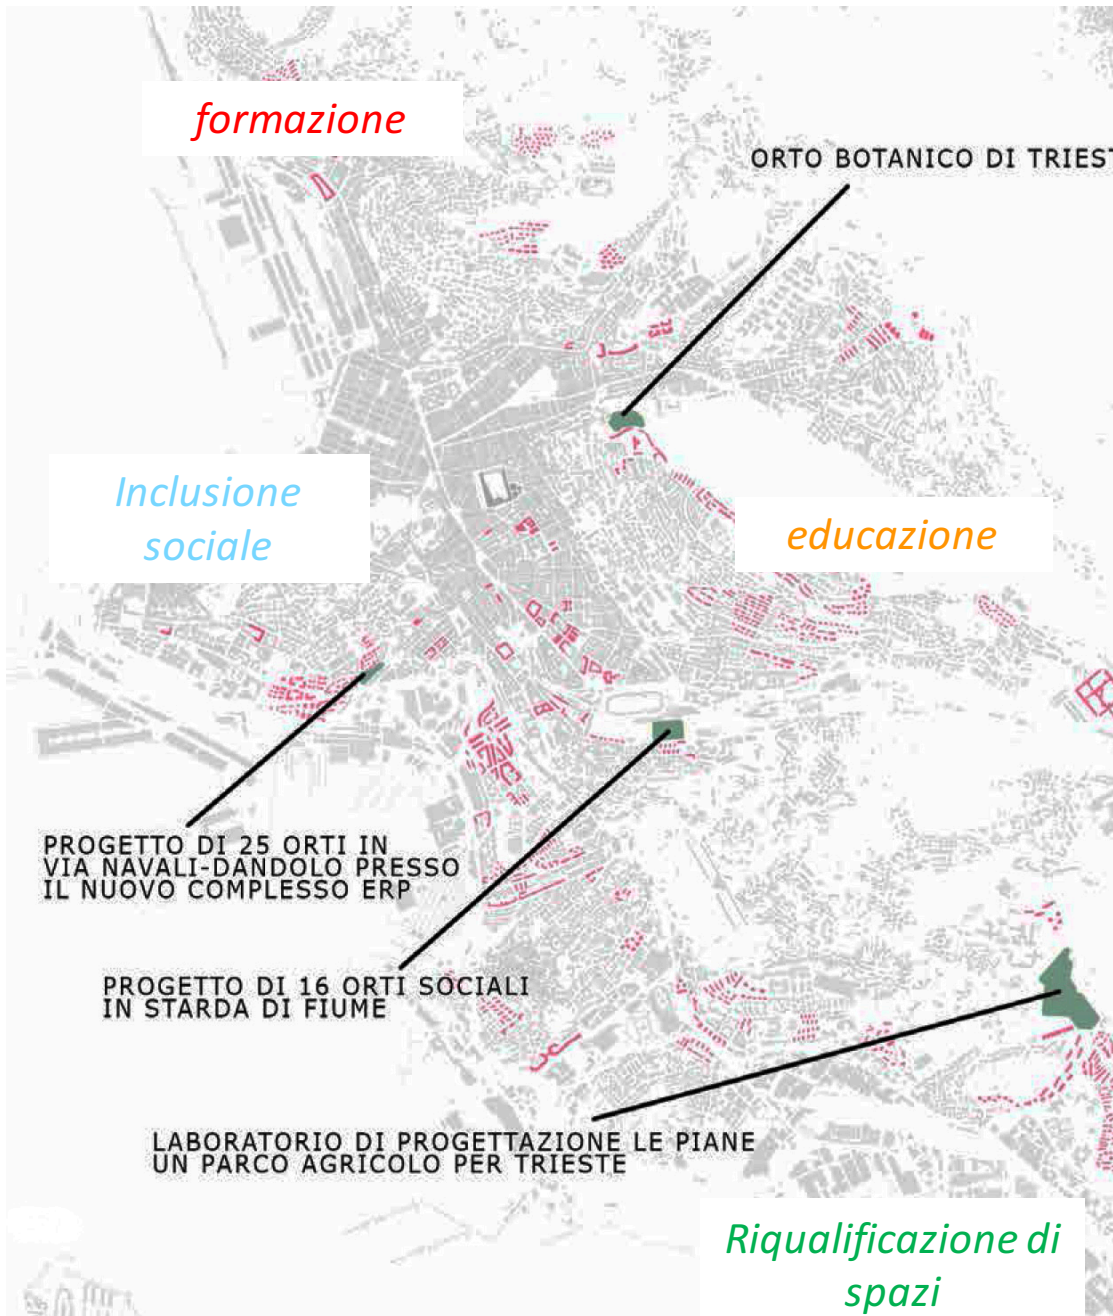 formazione
ORTO BOTANICO DI TRIEST
Inclusione
sociale
educazione
PROGETTO DI 25 ORTI IN
VIA NAVALI-DANDOLO PRESSO
IL NUOVO COMPLESSO ERP
PROGETTO DI 16 ORTI SOCIALI
IN STARDA DI FIUME
LABORATORIO DI PROGETTAZIONE LE PIANE
UN PARCO AGRICOLO PER TRIESTE
Riqualificazione di
spazi